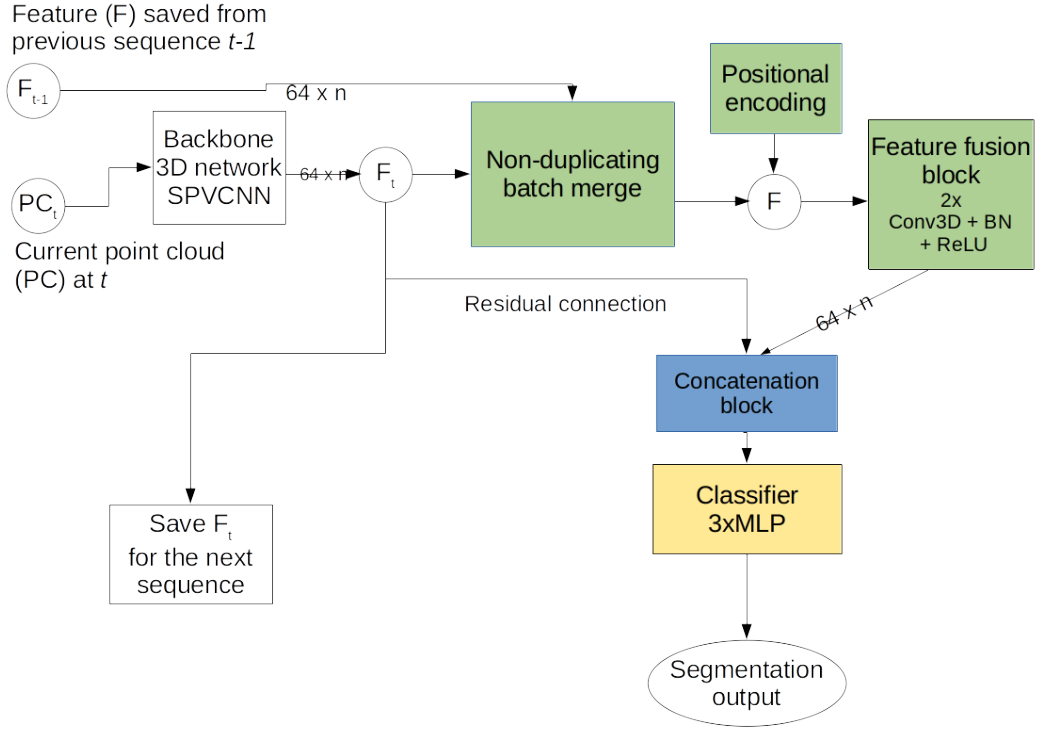 Feature (F) saved from
previous sequence t-1
F t-1
64 x n
Backbone
3D network
SPVCNN
64 x n
F t
PC t
Current point cloud
(PC) at t
Non-duplicating
batch merge
Positional
encoding
F
Feature fusion
block
2x
Conv3D + BN
+ ReLU
Residual connection
64 x n
Concatenation
block
Classifier
3xMLP
Save F t
for the next
sequence
Segmentation
output